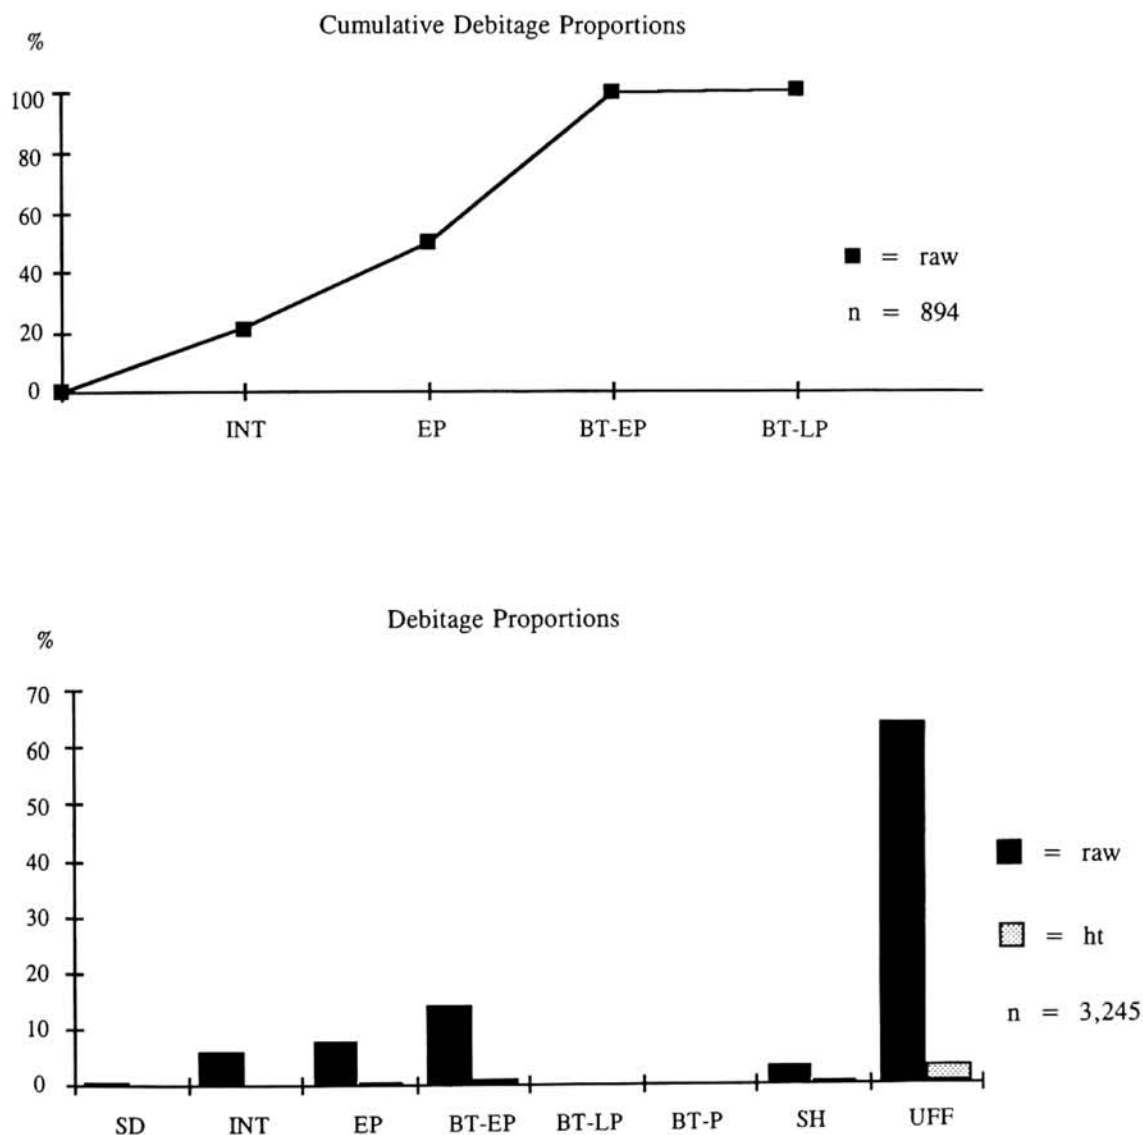 Cumulative Debitage Proportions
%
100
80
60
40
20
0
INT EP BT-EP BT-LP
■ = raw
n = 894
Debitage Proportions
%
70
60
50
40
30
20
10
0
SD INT EP BT-EP BT-LP BT-P SH UFF
= raw
= ht
n = 3,245